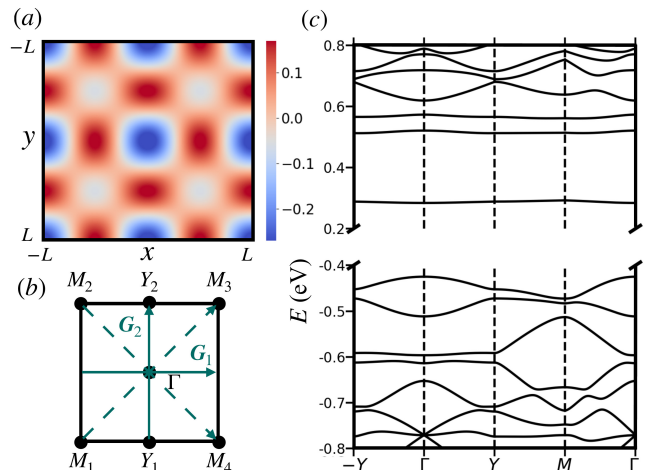 (a)
−L
y
L
−L
x
L
0.1
0.0
−0.1
−0.2
(b)
M₂
Y₂
M₃
G₂
G₁
Γ
M₁
Y₁
M₄
(c)
0.8
0.6
0.4
0.2
-0.4
-0.5
-0.6
-0.7
-0.8
E (eV)
−Y
Γ
Y
M
Γ